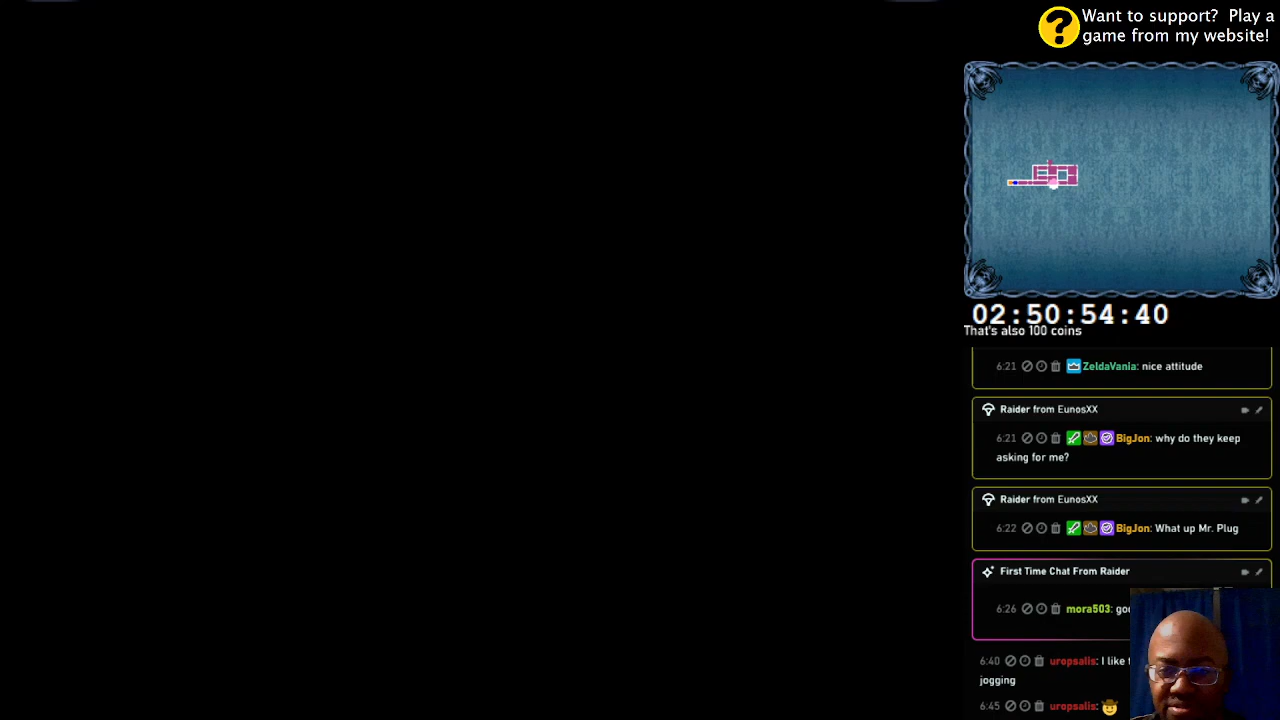 Want to support? Play a
game from my website!
02:50:54:40
That's also 100 coins
6:21 ZeldaVania: nice attitude
Raider from EunosXX
6:21 BigJon: why do they keep
asking for me?
Raider from EunosXX
6:22 BigJon: What up Mr. Plug
First Time Chat From Raider
6:26 mora503:
6:40 uropsalis: I like
jogging
6:45 uropsalis: